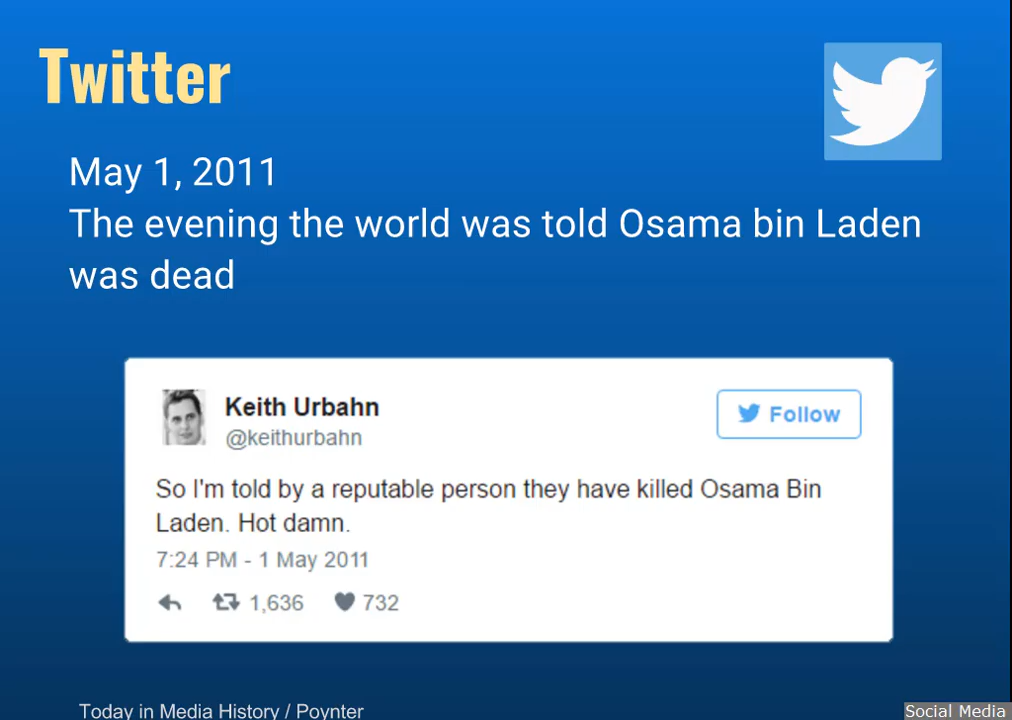 Twitter
May 1, 2011
The evening the world was told Osama bin Laden
was dead
Keith Urbahn
@keithurbahn
Follow
So I'm told by a reputable person they have killed Osama Bin
Laden. Hot damn.
7:24 PM - 1 May 2011
1,636 732
Today in Media History / Poynter
Social Media